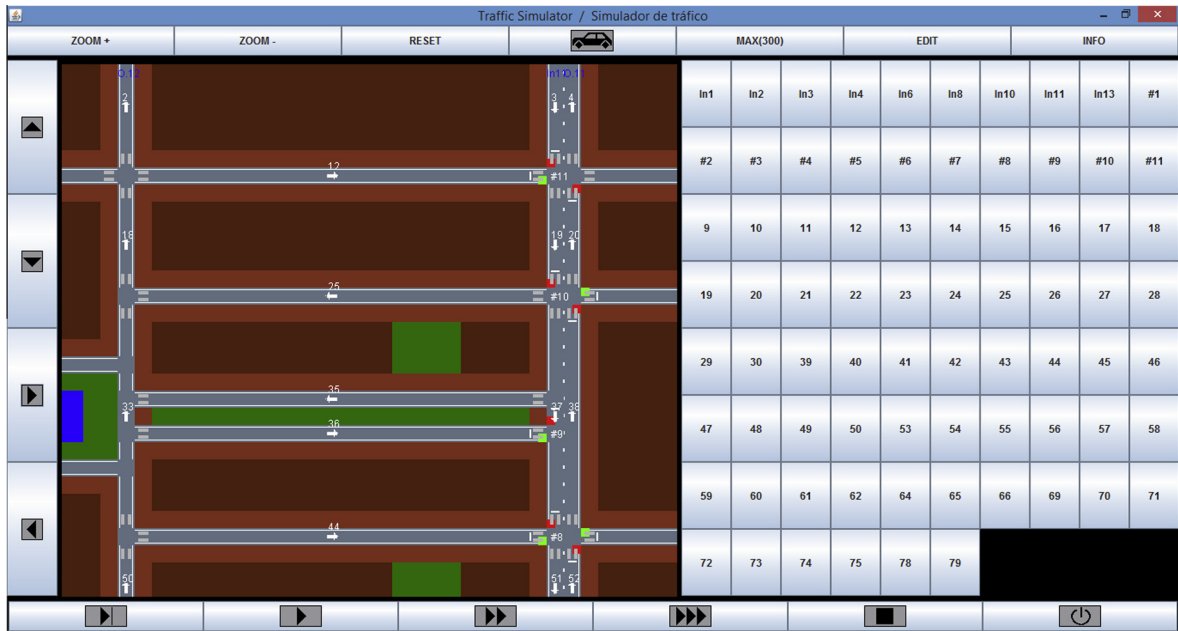 Traffic Simulator / Simulador de tráfico
ZOOM + ZOOM - RESET MAX(300) EDIT INFO
O.12 In11 O.11
2 3 4
12
#11
18 19 20
25
#10
35
33 37 38
36
#9
44
#8
50 51 52
In1 In2 In3 In4 In6 In8 In10 In11 In13 #1
#2 #3 #4 #5 #6 #7 #8 #9 #10 #11
9 10 11 12 13 14 15 16 17 18
19 20 21 22 23 24 25 26 27 28
29 30 39 40 41 42 43 44 45 46
47 48 49 50 53 54 55 56 57 58
59 60 61 62 64 65 66 69 70 71
72 73 74 75 78 79